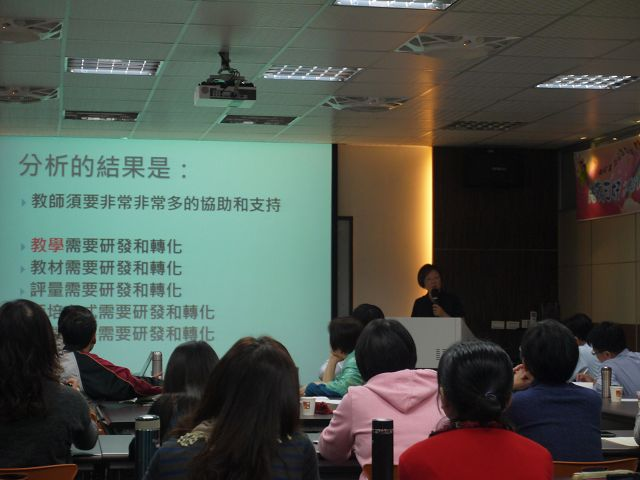 分析的結果是：
教師須要非常非常多的協助和支持
教學需要研發和轉化
教材需要研發和轉化
評量需要研發和轉化
培 式需要研發和轉化
需要研發和轉化